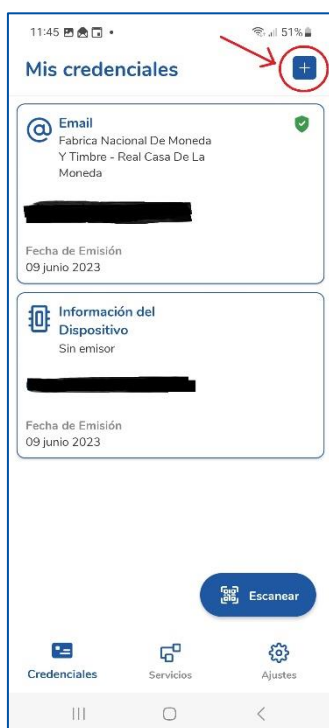 11:45
51%
Mis credenciales
Email
Fabrica Nacional De Moneda
Y Timbre - Real Casa De La
Moneda
Fecha de Emisión
09 junio 2023
Información del
Dispositivo
Sin emisor
Fecha de Emisión
09 junio 2023
Escanear
Credenciales
Servicios
Ajustes